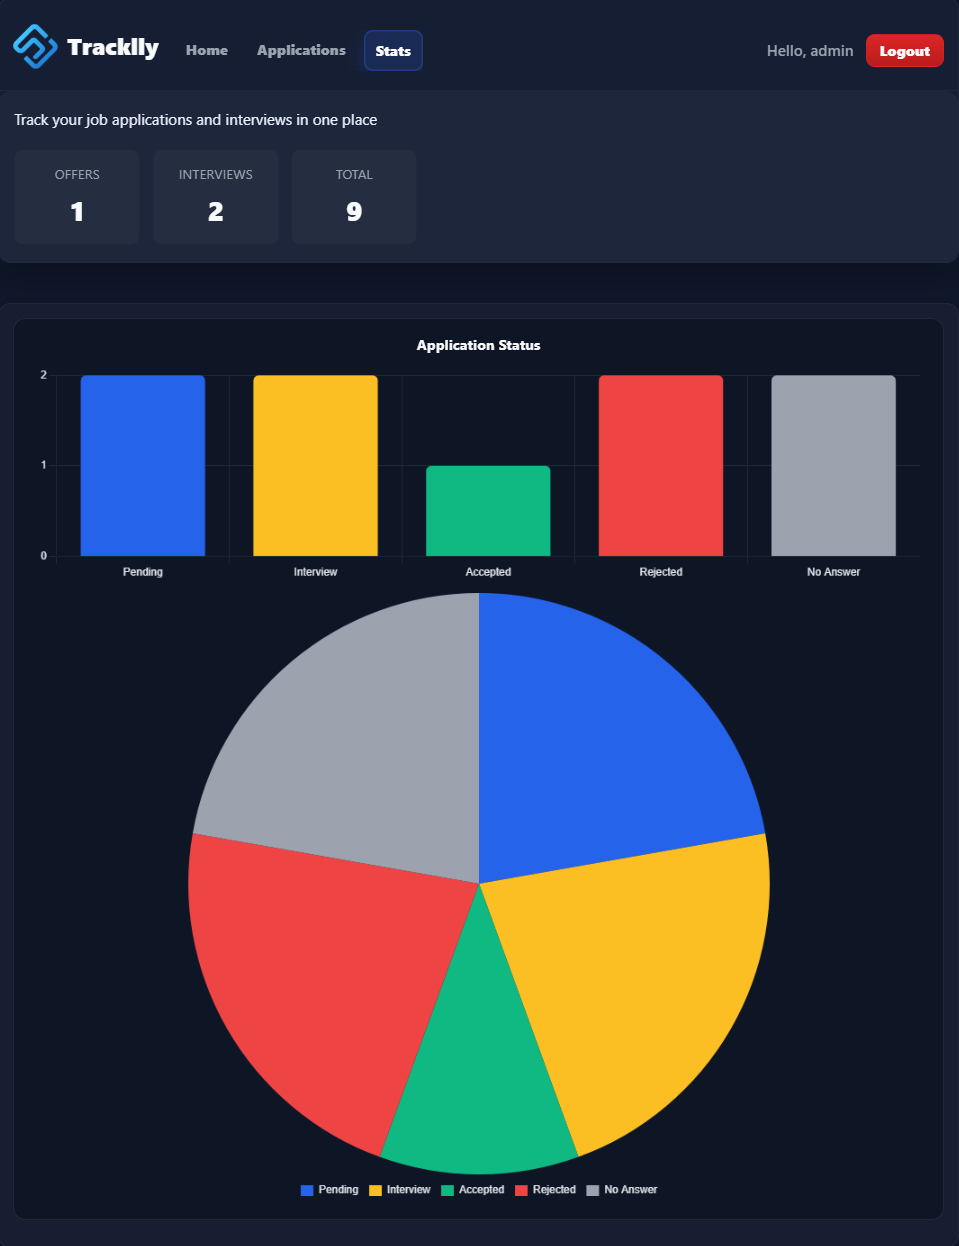 Tracklly Home Applications Stats Hello, admin Logout
Track your job applications and interviews in one place
OFFERS INTERVIEWS TOTAL
1 2 9
Application Status
2
1
0
Pending Interview Accepted Rejected No Answer
Pending Interview Accepted Rejected No Answer